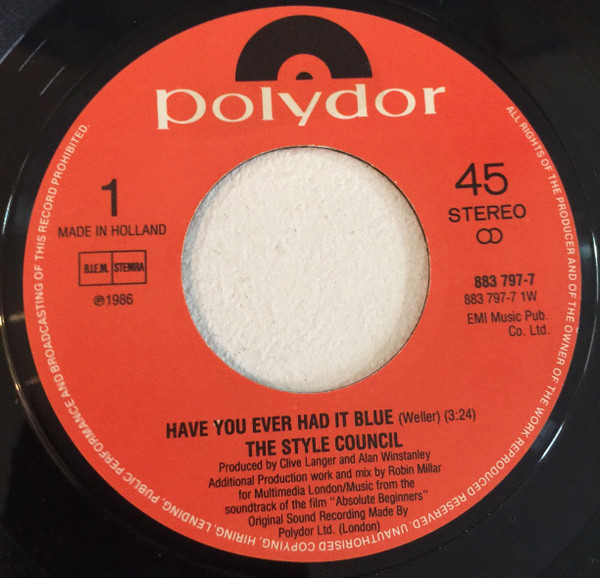 polydor
1
MADE IN HOLLAND
B.I.E.M. STEMRA
℗1986
45
STEREO
883 797-7
883 797-7 1W
EMI Music Pub.
Co. Ltd.
HAVE YOU EVER HAD IT BLUE (Weller) (3:24)
THE STYLE COUNCIL
Produced by Clive Langer and Alan Winstanley
Additional Production work and mix by Robin Millar
for Multimedia London/Music from the
soundtrack of the film "Absolute Beginners"
Original Sound Recording Made By
Polydor Ltd. (London)
ALL RIGHTS OF THE PRODUCER AND OF THE OWNER OF THE WORK REPRODUCED RESERVED. UNAUTHORISED COPYING, HIRING, LENDING, PUBLIC PERFORMANCE AND BROADCASTING OF THIS RECORD PROHIBITED.